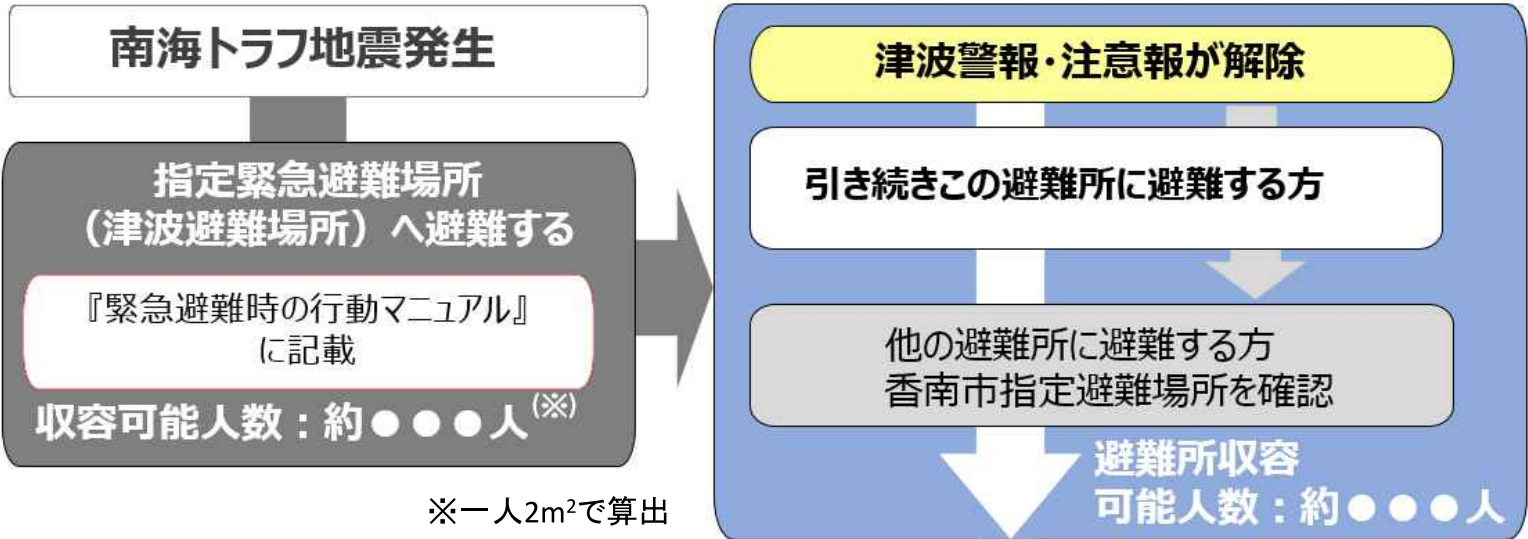 南海トラフ地震発生
指定緊急避難場所
（津波避難場所）へ避難する
『緊急避難時の行動マニュアル』
に記載
収容可能人数：約●●●人(※)
※一人2m²で算出
津波警報・注意報が解除
引き続きこの避難所に避難する方
他の避難所に避難する方
香南市指定避難場所を確認
避難所収容
可能人数：約●●●人